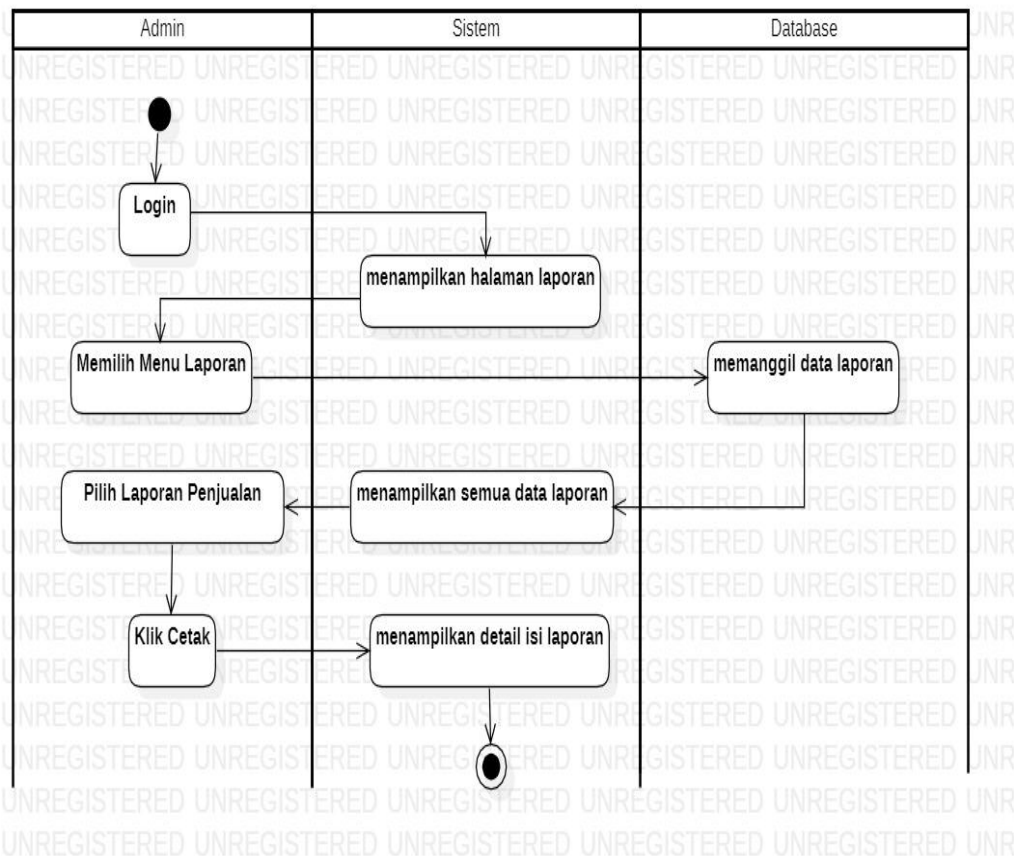 Admin
Sistem
Database
Login
menampilkan halaman laporan
Memilih Menu Laporan
memanggil data laporan
Pilih Laporan Penjualan
menampilkan semua data laporan
Klik Cetak
menampilkan detail isi laporan
UNREGISTERED UNREGISTERED UNREGISTERED UNREGISTERED UNREGISTERED UNR